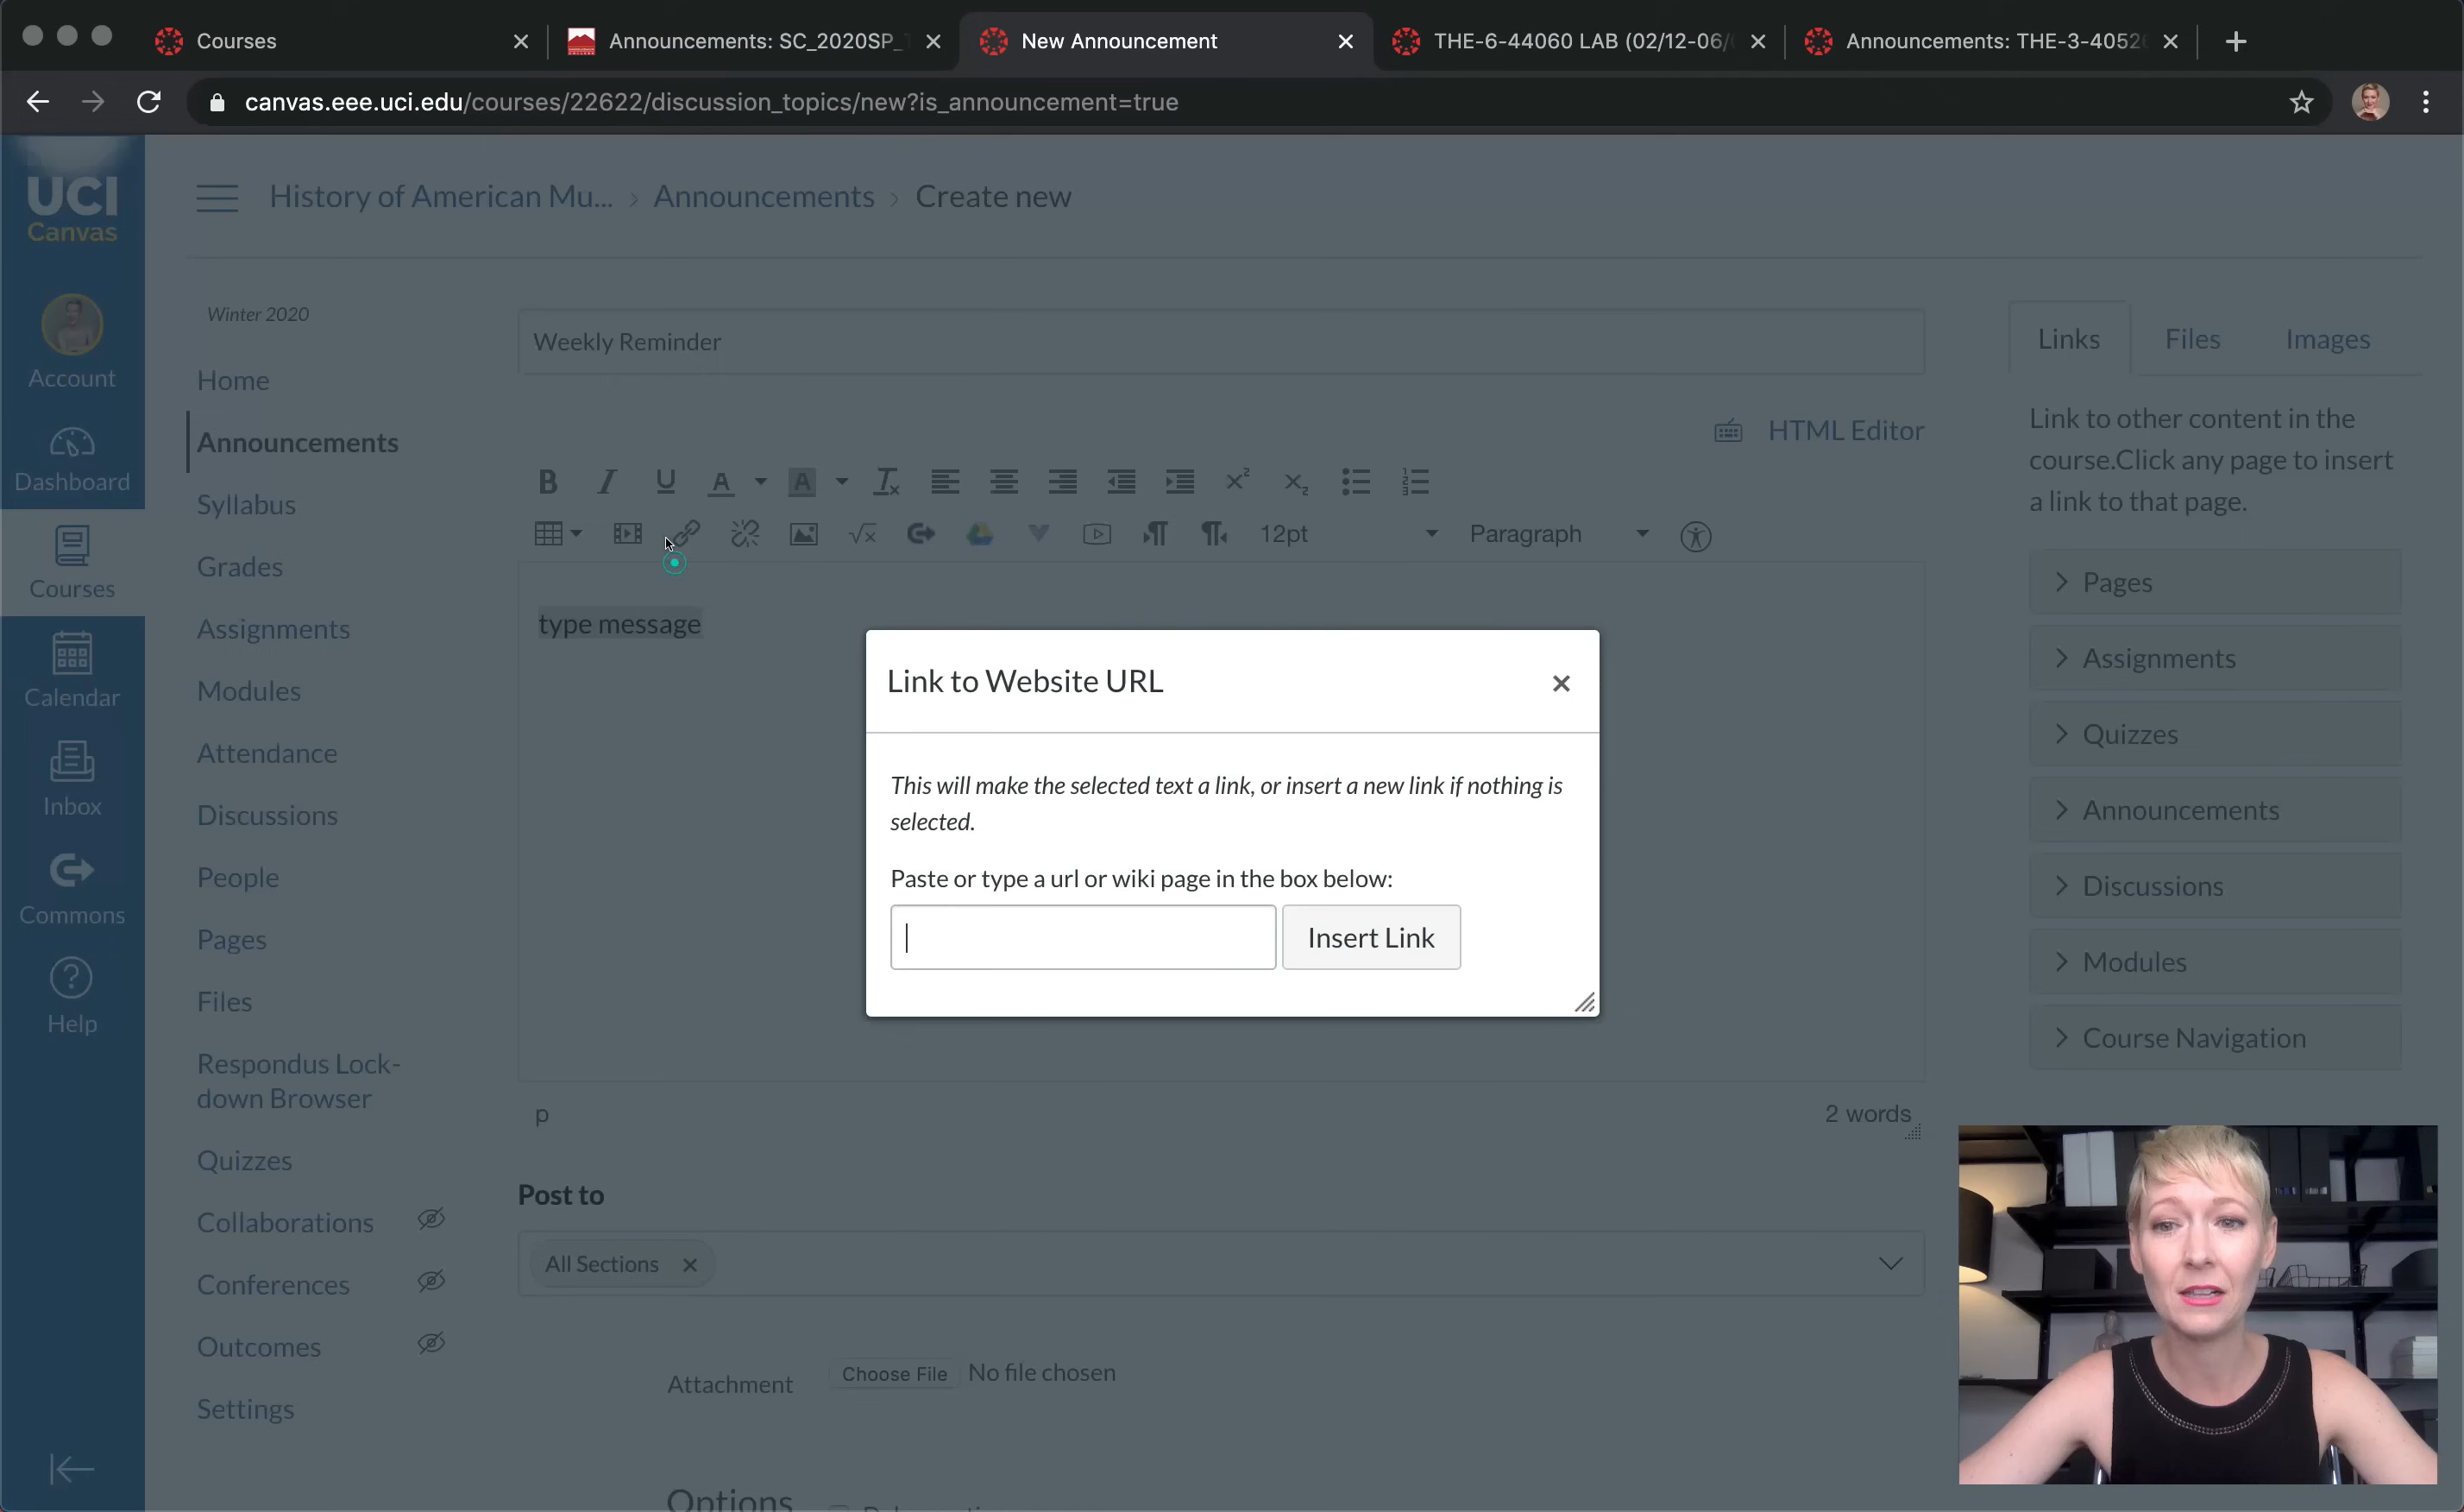 Courses
Announcements: SC_2020SP_
New Announcement
THE-6-44060 LAB (02/12-06/
Announcements: THE-3-4052
canvas.eee.uci.edu/courses/22622/discussion_topics/new?is_announcement=true
UCI
Canvas
Account
Dashboard
Courses
Calendar
Inbox
Commons
Help
History of American Mu... > Announcements > Create new
Winter 2020
Home
Announcements
Syllabus
Grades
Assignments
Modules
Attendance
Discussions
People
Pages
Files
Respondus Lock-
down Browser
Quizzes
Collaborations
Conferences
Outcomes
Settings
Weekly Reminder
HTML Editor
12pt
Paragraph
type message
Link to Website URL
This will make the selected text a link, or insert a new link if nothing is
selected.
Paste or type a url or wiki page in the box below:
Insert Link
p
2 words
Post to
All Sections
Attachment
Choose File No file chosen
Options
Links
Files
Images
Link to other content in the
course.Click any page to insert
a link to that page.
Pages
Assignments
Quizzes
Announcements
Discussions
Modules
Course Navigation